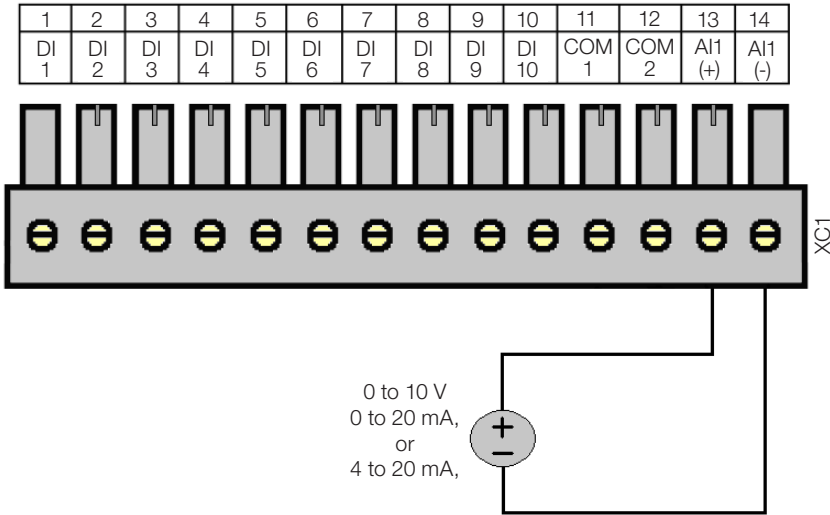 1 2 3 4 5 6 7 8 9 10 11 12 13 14
DI DI DI DI DI DI DI DI DI DI COM COM AI1 AI1
1 2 3 4 5 6 7 8 9 10 1 2 (+) (-)
XC1
0 to 10 V
0 to 20 mA,
or
4 to 20 mA,
+
−